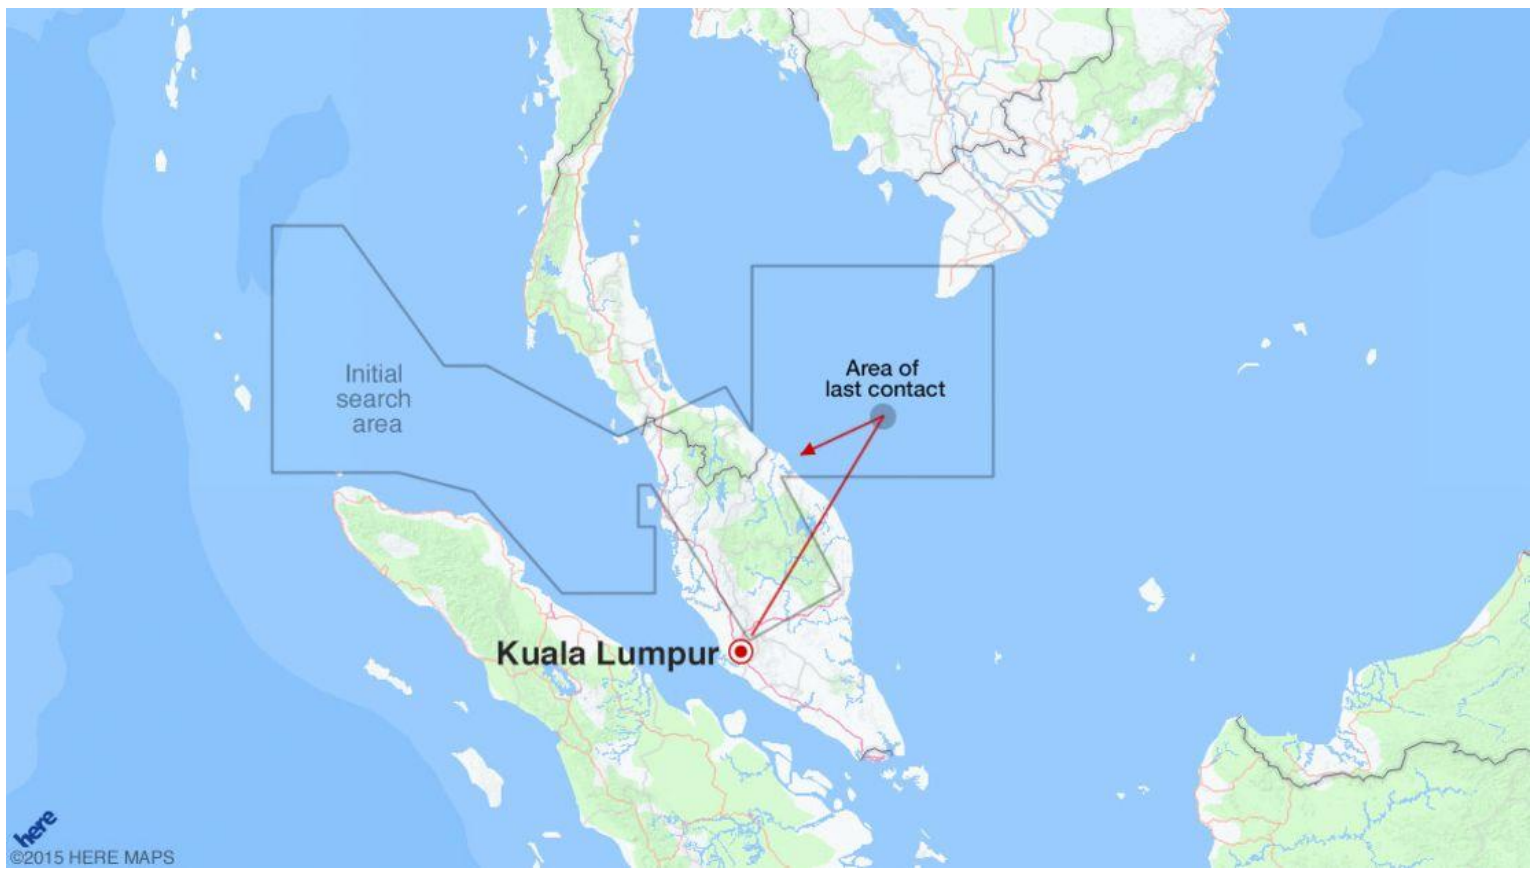 Area of
last contact
Initial
search
area
Kuala Lumpur
here
©2015 HERE MAPS